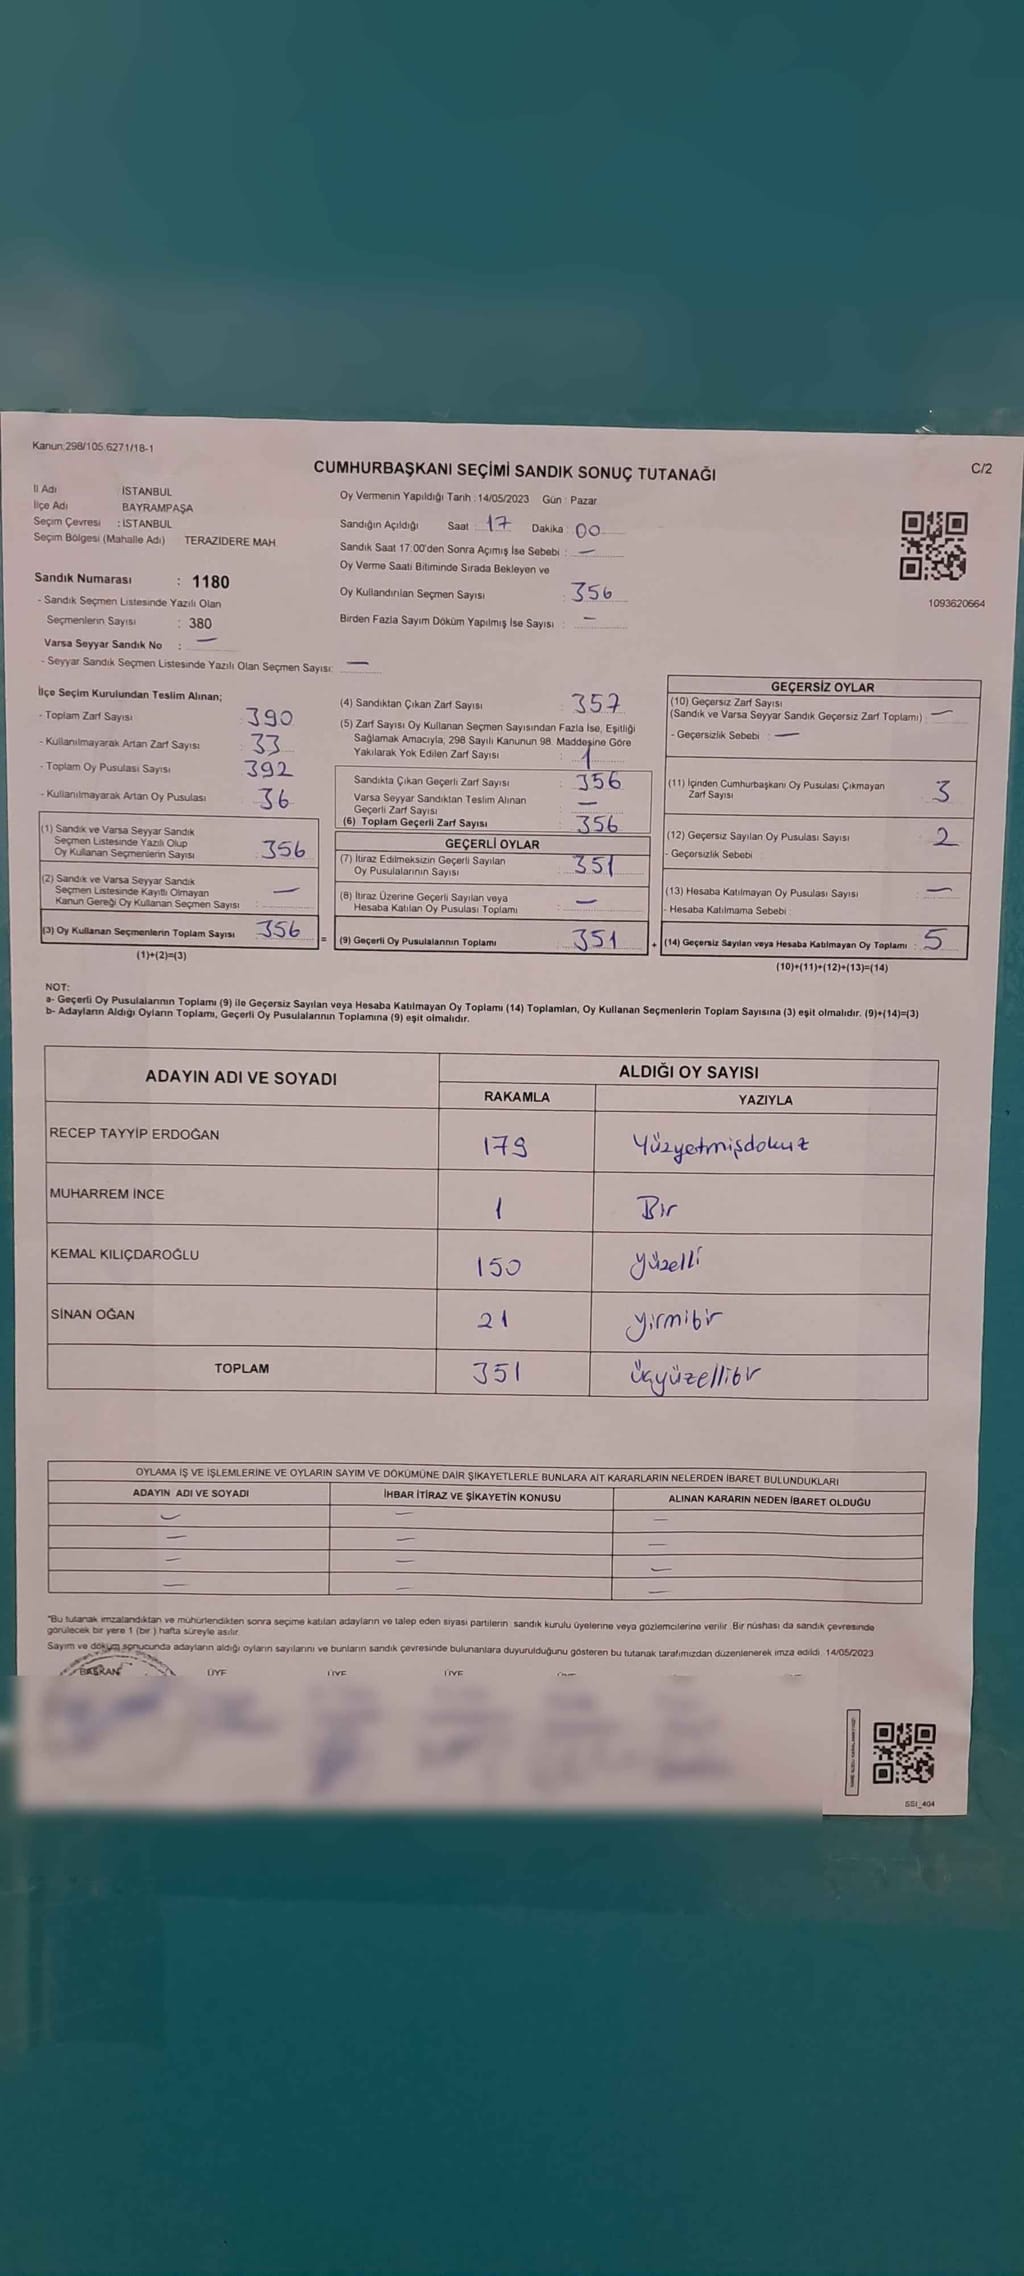 Kanun:298/105.6271/18-1
C/2
CUMHURBAŞKANI SEÇİMİ SANDIK SONUÇ TUTANAĞI
İl Adı : İSTANBUL
İlçe Adı BAYRAMPAŞA
Seçim Çevresi : İSTANBUL
Seçim Bölgesi (Mahalle Adı) TERAZİDERE MAH.
Sandık Numarası : 1180
- Sandık Seçmen Listesinde Yazılı Olan
Seçmenlerin Sayısı : 380
Varsa Seyyar Sandık No : —
- Seyyar Sandık Seçmen Listesinde Yazılı Olan Seçmen Sayısı: —
Oy Vermenin Yapıldığı Tarih : 14/05/2023 Gün : Pazar
Sandığın Açıldığı Saat : 17 Dakika : 00
Sandık Saat 17:00'den Sonra Açımış İse Sebebi : —
Oy Verme Saati Bitiminde Sırada Bekleyen ve
Oy Kullandırılan Seçmen Sayısı : 356
Birden Fazla Sayım Döküm Yapılmış İse Sayısı : —
1093620664
İlçe Seçim Kurulundan Teslim Alınan;
- Toplam Zarf Sayısı 390
- Kullanılmayarak Artan Zarf Sayısı 33
- Toplam Oy Pusulası Sayısı 392
- Kullanılmayarak Artan Oy Pusulası 36
(1) Sandık ve Varsa Seyyar Sandık
Seçmen Listesinde Yazılı Olup
Oy Kullanan Seçmenlerin Sayısı 356
(2) Sandık ve Varsa Seyyar Sandık
Seçmen Listesinde Kayıtlı Olmayan
Kanun Gereği Oy Kullanan Seçmen Sayısı : —
(3) Oy Kullanan Seçmenlerin Toplam Sayısı 356
(1)+(2)=(3)
(4) Sandıktan Çıkan Zarf Sayısı : 357
(5) Zarf Sayısı Oy Kullanan Seçmen Sayısından Fazla İse, Eşitliği
Sağlamak Amacıyla, 298 Sayılı Kanunun 98. Maddesine Göre
Yakılarak Yok Edilen Zarf Sayısı : 1
Sandıkta Çıkan Geçerli Zarf Sayısı : 356
Varsa Seyyar Sandıktan Teslim Alınan
Geçerli Zarf Sayısı : —
(6) Toplam Geçerli Zarf Sayısı : 356
GEÇERLİ OYLAR
(7) İtiraz Edilmeksizin Geçerli Sayılan
Oy Pusulalarının Sayısı : 351
(8) İtiraz Üzerine Geçerli Sayılan veya
Hesaba Katılan Oy Pusulası Toplamı : —
= (9) Geçerli Oy Pusulalarının Toplamı 351
GEÇERSİZ OYLAR
(10) Geçersiz Zarf Sayısı
(Sandık ve Varsa Seyyar Sandık Geçersiz Zarf Toplamı) : —
- Geçersizlik Sebebi : —
(11) İçinden Cumhurbaşkanı Oy Pusulası Çıkmayan
Zarf Sayısı 3
(12) Geçersiz Sayılan Oy Pusulası Sayısı : 2
- Geçersizlik Sebebi :
(13) Hesaba Katılmayan Oy Pusulası Sayısı : —
- Hesaba Katılmama Sebebi :
+ (14) Geçersiz Sayılan veya Hesaba Katılmayan Oy Toplamı : 5
(10)+(11)+(12)+(13)=(14)
NOT:
a- Geçerli Oy Pusulalarının Toplamı (9) ile Geçersiz Sayılan veya Hesaba Katılmayan Oy Toplamı (14) Toplamları, Oy Kullanan Seçmenlerin Toplam Sayısına (3) eşit olmalıdır. (9)+(14)=(3)
b- Adayların Aldığı Oyların Toplamı, Geçerli Oy Pusulalarının Toplamına (9) eşit olmalıdır.
ADAYIN ADI VE SOYADI ALDIĞI OY SAYISI
RAKAMLA YAZIYLA
RECEP TAYYİP ERDOĞAN 179 Yüzyetmişdokuz
MUHARREM İNCE 1 Bir
KEMAL KILIÇDAROĞLU 150 yüzelli
SİNAN OĞAN 21 yirmibir
TOPLAM 351 üçyüzellibir
OYLAMA İŞ VE İŞLEMLERİNE VE OYLARIN SAYIM VE DÖKÜMÜNE DAİR ŞİKAYETLERLE BUNLARA AİT KARARLARIN NELERDEN İBARET BULUNDUKLARI
ADAYIN ADI VE SOYADI İHBAR İTİRAZ VE ŞİKAYETİN KONUSU ALINAN KARARIN NEDEN İBARET OLDUĞU
— — —
— — —
— — —
— — —
"Bu tutanak imzalandıktan ve mühürlendikten sonra seçime katılan adayların ve talep eden siyasi partilerin sandık kurulu üyelerine veya gözlemcilerine verilir. Bir nüshası da sandık çevresinde
görülecek bir yere 1 (bir) hafta süreyle asılır.
Sayım ve döküm sonucunda adayların aldığı oyların sayılarını ve bunların sandık çevresinde bulunanlara duyurulduğunu gösteren bu tutanak tarafımızdan düzenlenerek imza edildi. 14/05/2023
BAŞKAN ÜYE ÜYE ÜYE
SSI_404